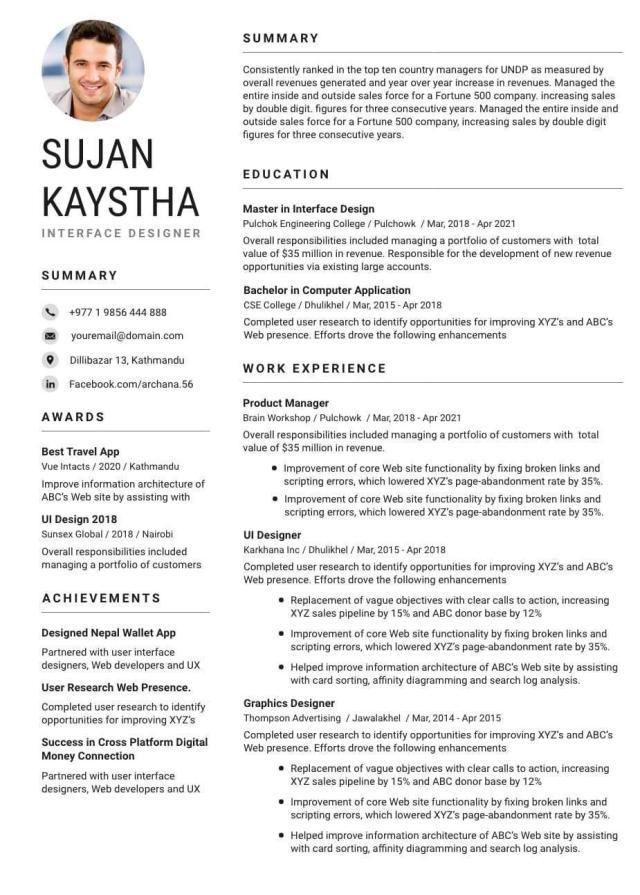 SUJAN
KAYSTHA
INTERFACE DESIGNER
SUMMARY
+977 1 9856 444 888
youremail@domain.com
Dillibazar 13, Kathmandu
in Facebook.com/archana.56
AWARDS
Best Travel App
Vue Intacts / 2020 / Kathmandu
Improve information architecture of
ABC's Web site by assisting with
UI Design 2018
Sunsex Global / 2018 / Nairobi
Overall responsibilities included
managing a portfolio of customers
ACHIEVEMENTS
Designed Nepal Wallet App
Partnered with user interface
designers, Web developers and UX
User Research Web Presence.
Completed user research to identify
opportunities for improving XYZ's
Success in Cross Platform Digital
Money Connection
Partnered with user interface
designers, Web developers and UX
SUMMARY
Consistently ranked in the top ten country managers for UNDP as measured by
overall revenues generated and year over year increase in revenues. Managed the
entire inside and outside sales force for a Fortune 500 company. increasing sales
by double digit. figures for three consecutive years. Managed the entire inside and
outside sales force for a Fortune 500 company, increasing sales by double digit
figures for three consecutive years.
EDUCATION
Master in Interface Design
Pulchok Engineering College / Pulchowk / Mar, 2018 - Apr 2021
Overall responsibilities included managing a portfolio of customers with total
value of $35 million in revenue. Responsible for the development of new revenue
opportunities via existing large accounts.
Bachelor in Computer Application
CSE College / Dhulikhel / Mar, 2015 - Apr 2018
Completed user research to identify opportunities for improving XYZ's and ABC's
Web presence. Efforts drove the following enhancements
WORK EXPERIENCE
Product Manager
Brain Workshop / Pulchowk / Mar, 2018 - Apr 2021
Overall responsibilities included managing a portfolio of customers with total
value of $35 million in revenue.
• Improvement of core Web site functionality by fixing broken links and
scripting errors, which lowered XYZ's page-abandonment rate by 35%.
• Improvement of core Web site functionality by fixing broken links and
scripting errors, which lowered XYZ's page-abandonment rate by 35%.
UI Designer
Karkhana Inc / Dhulikhel / Mar, 2015 - Apr 2018
Completed user research to identify opportunities for improving XYZ's and ABC's
Web presence. Efforts drove the following enhancements
• Replacement of vague objectives with clear calls to action, increasing
XYZ sales pipeline by 15% and ABC donor base by 12%
• Improvement of core Web site functionality by fixing broken links and
scripting errors, which lowered XYZ's page-abandonment rate by 35%.
• Helped improve information architecture of ABC's Web site by assisting
with card sorting, affinity diagramming and search log analysis.
Graphics Designer
Thompson Advertising / Jawalakhel / Mar, 2014 - Apr 2015
Completed user research to identify opportunities for improving XYZ's and ABC's
Web presence. Efforts drove the following enhancements
• Replacement of vague objectives with clear calls to action, increasing
XYZ sales pipeline by 15% and ABC donor base by 12%
• Improvement of core Web site functionality by fixing broken links and
scripting errors, which lowered XYZ's page-abandonment rate by 35%.
• Helped improve information architecture of ABC's Web site by assisting
with card sorting, affinity diagramming and search log analysis.